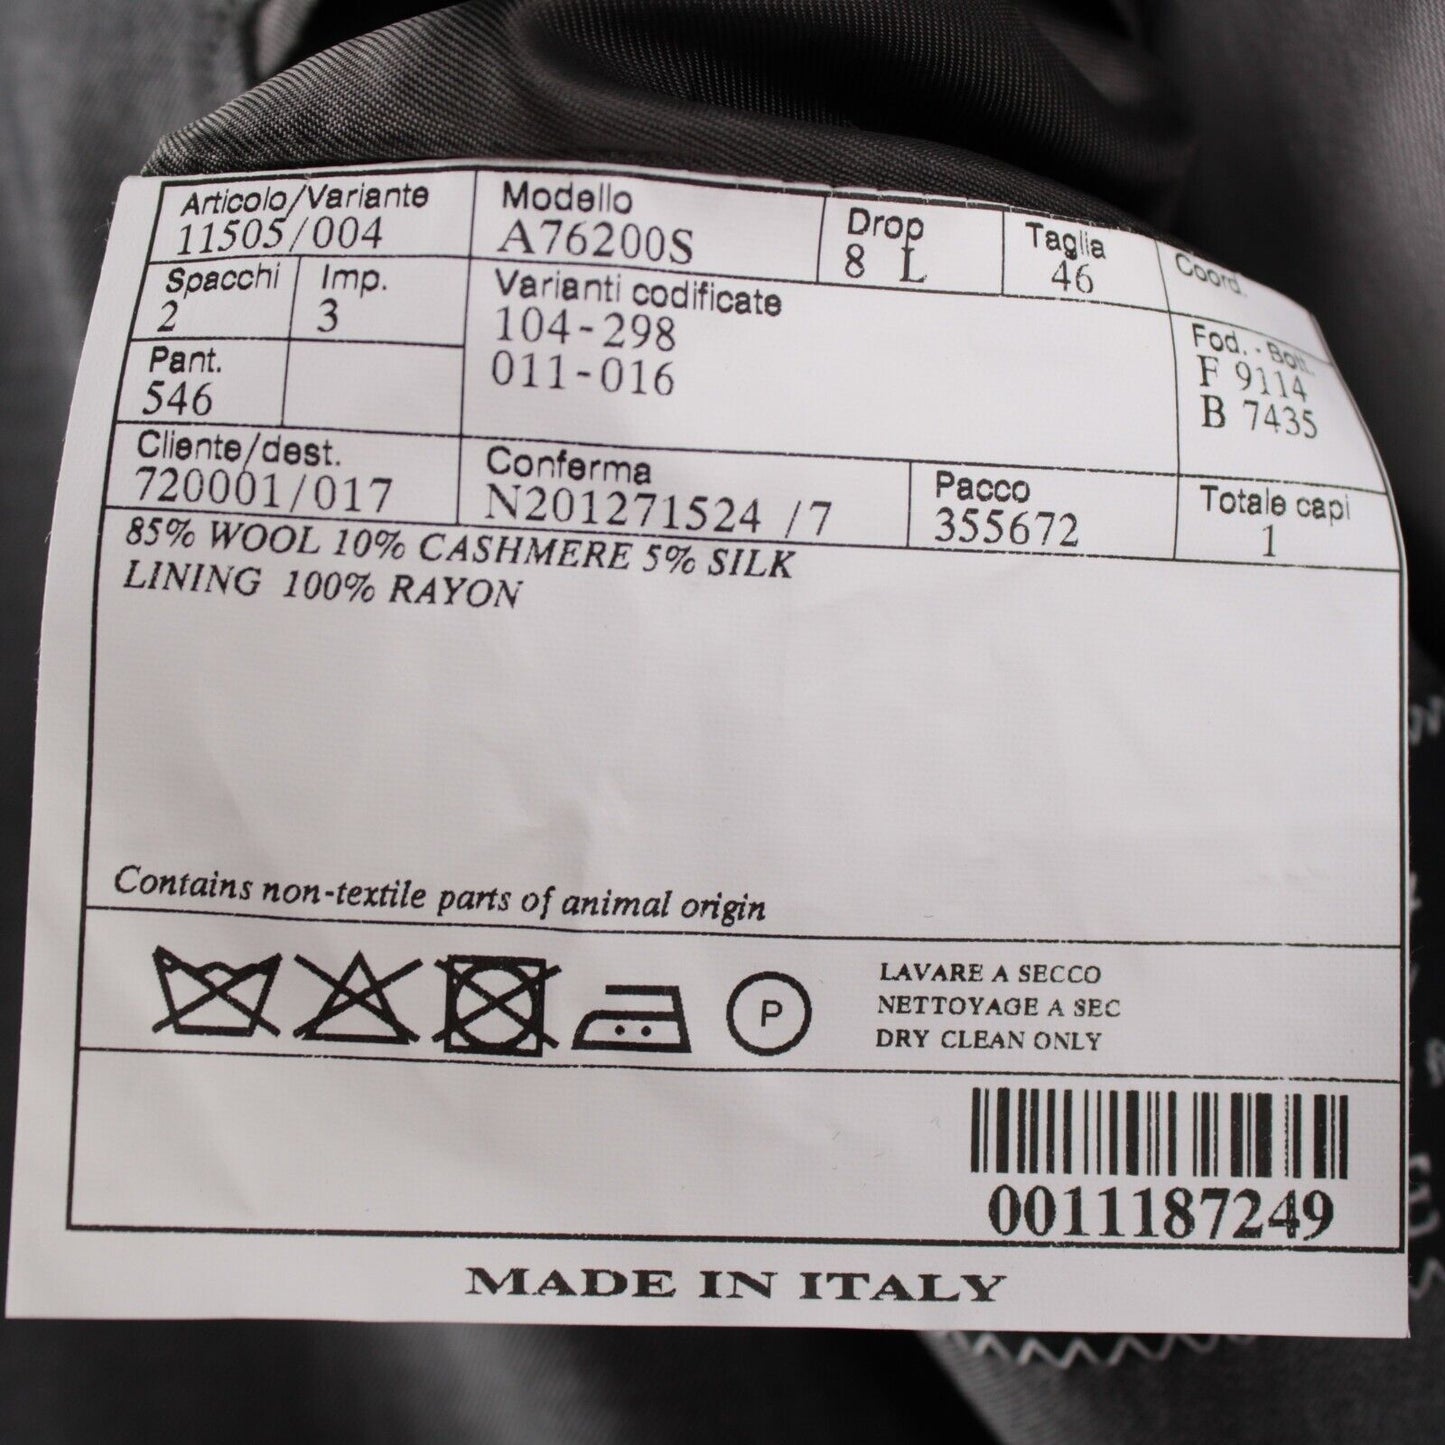 Articolo/Variante
11505/004
Modello
A76200S
Drop
8 L
Taglia
46
Coord.
Spacchi
2
Imp.
3
Varianti codificate
104-298
011-016
Fod. - Bott.
F 9114
B 7435
Pant.
546
Cliente/dest.
720001/017
Conferma
N201271524 /7
Pacco
355672
Totale capi
1
85% WOOL 10% CASHMERE 5% SILK
LINING 100% RAYON
Contains non-textile parts of animal origin
P
LAVARE A SECCO
NETTOYAGE A SEC
DRY CLEAN ONLY
0011187249
MADE IN ITALY